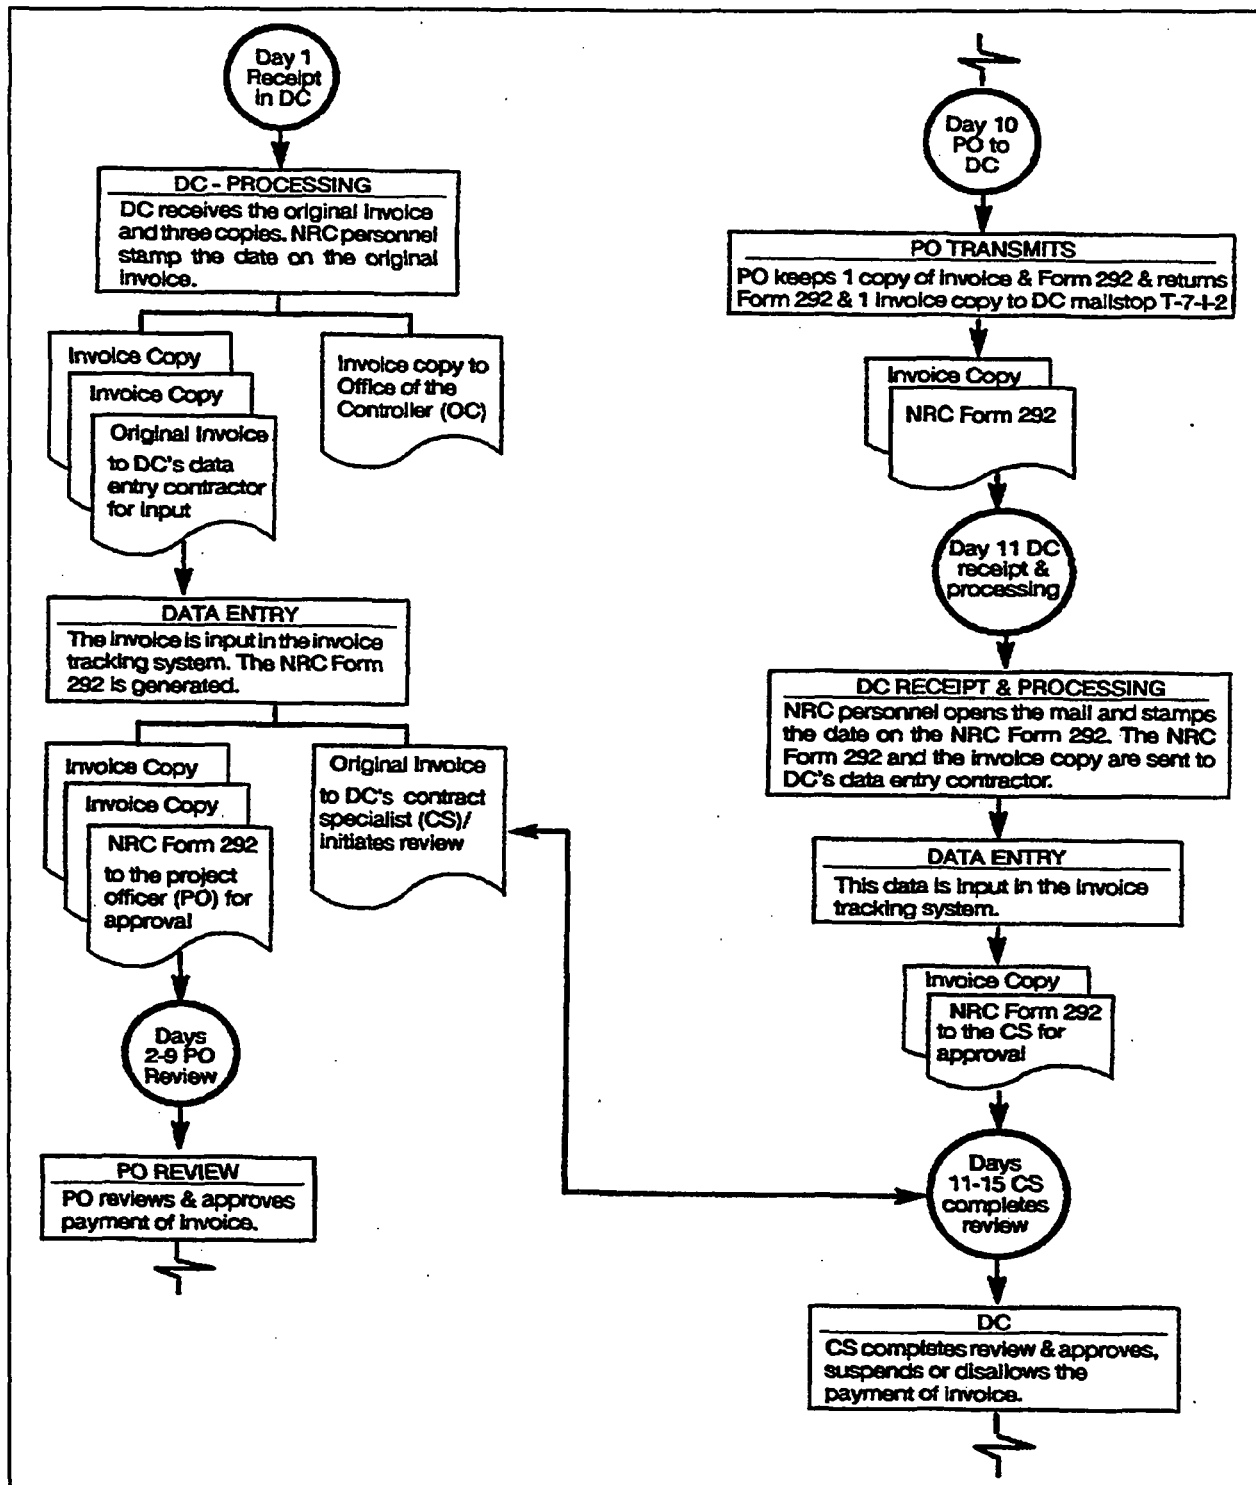 Day 1
Receipt
in DC
DC - PROCESSING
DC receives the original invoice
and three copies. NRC personnel
stamp the date on the original
invoice.
Invoice Copy
Invoice Copy
Original Invoice
to DC's data
entry contractor
for input
Invoice copy to
Office of the
Controller (OC)
DATA ENTRY
The invoice is input in the invoice
tracking system. The NRC Form
292 is generated.
Invoice Copy
Invoice Copy
NRC Form 292
to the project
officer (PO) for
approval
Original Invoice
to DC's contract
specialist (CS)/
initiates review
Days
2-9 PO
Review
PO REVIEW
PO reviews & approves
payment of invoice.
Day 10
PO to
DC
PO TRANSMITS
PO keeps 1 copy of invoice & Form 292 & returns
Form 292 & 1 invoice copy to DC mailstop T-7-I-2
Invoice Copy
NRC Form 292
Day 11 DC
receipt &
processing
DC RECEIPT & PROCESSING
NRC personnel opens the mail and stamps
the date on the NRC Form 292. The NRC
Form 292 and the invoice copy are sent to
DC's data entry contractor.
DATA ENTRY
This data is input in the invoice
tracking system.
Invoice Copy
NRC Form 292
to the CS for
approval
Days
11-15 CS
completes
review
DC
CS completes review & approves,
suspends or disallows the
payment of invoice.